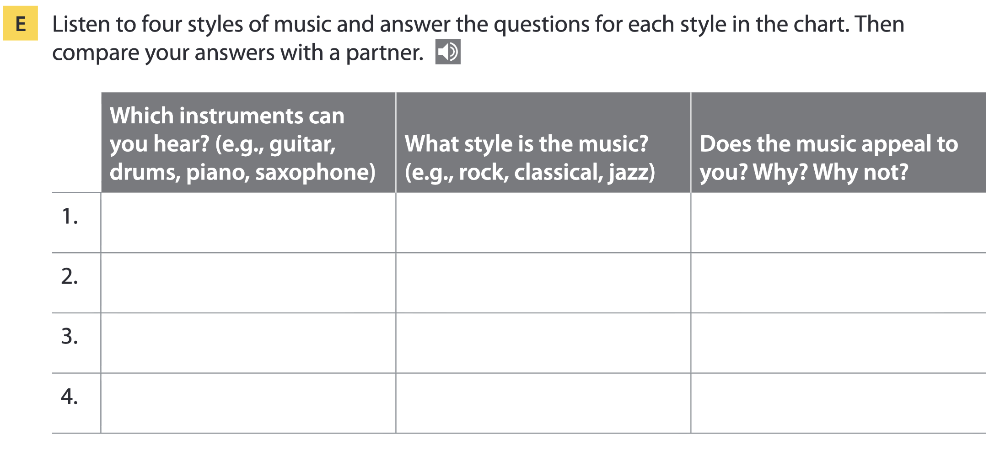 E
Listen to four styles of music and answer the questions for each style in the chart. Then
compare your answers with a partner.
Which instruments can
you hear? (e.g., guitar,
drums, piano, saxophone)
What style is the music?
(e.g., rock, classical, jazz)
Does the music appeal to
you? Why? Why not?
1.
2.
3.
4.